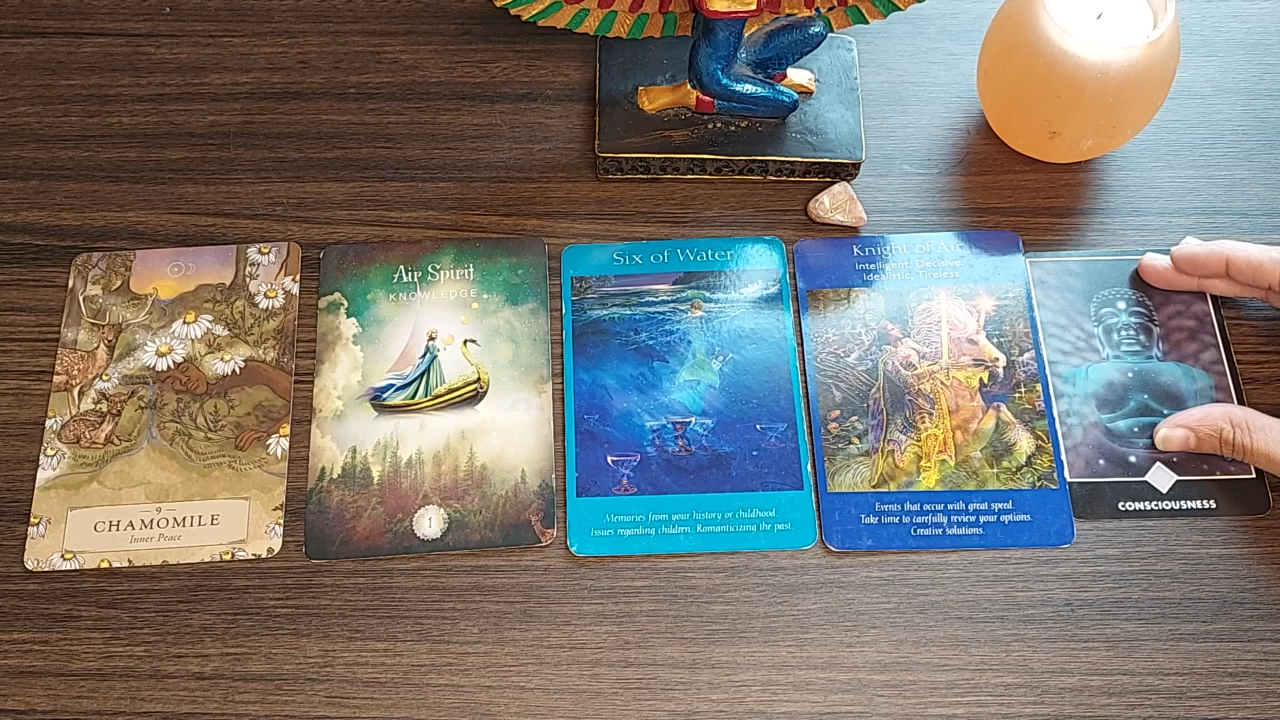 9
CHAMOMILE
Inner Peace
Air Spirit
KNOWLEDGE
1
Six of Water
Memories from your history or childhood.
Issues regarding children. Romanticizing the past.
Knight of Air
Intelligent. Decisive.
Idealistic. Tireless
Events that occur with great speed.
Take time to carefully review your options.
Creative solutions.
CONSCIOUSNESS